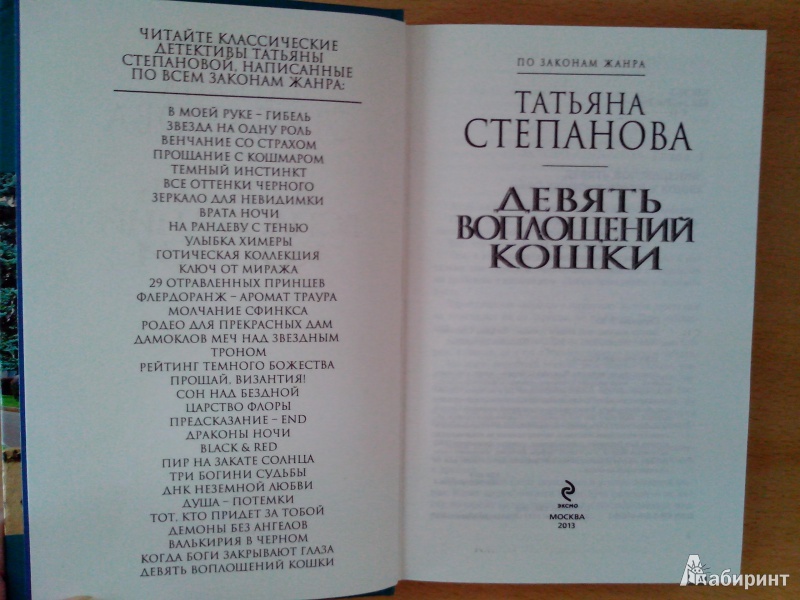 ЧИТАЙТЕ КЛАССИЧЕСКИЕ
ДЕТЕКТИВЫ ТАТЬЯНЫ
СТЕПАНОВОЙ, НАПИСАННЫЕ
ПО ВСЕМ ЗАКОНАМ ЖАНРА:
В МОЕЙ РУКЕ – ГИБЕЛЬ
ЗВЕЗДА НА ОДНУ РОЛЬ
ВЕНЧАНИЕ СО СТРАХОМ
ПРОЩАНИЕ С КОШМАРОМ
ТЕМНЫЙ ИНСТИНКТ
ВСЕ ОТТЕНКИ ЧЕРНОГО
ЗЕРКАЛО ДЛЯ НЕВИДИМКИ
ВРАТА НОЧИ
НА РАНДЕВУ С ТЕНЬЮ
УЛЫБКА ХИМЕРЫ
ГОТИЧЕСКАЯ КОЛЛЕКЦИЯ
КЛЮЧ ОТ МИРАЖА
29 ОТРАВЛЕННЫХ ПРИНЦЕВ
ФЛЕРДОРАНЖ – АРОМАТ ТРАУРА
МОЛЧАНИЕ СФИНКСА
РОДЕО ДЛЯ ПРЕКРАСНЫХ ДАМ
ДАМОКЛОВ МЕЧ НАД ЗВЕЗДНЫМ
ТРОНОМ
РЕЙТИНГ ТЕМНОГО БОЖЕСТВА
ПРОЩАЙ, ВИЗАНТИЯ!
СОН НАД БЕЗДНОЙ
ЦАРСТВО ФЛОРЫ
ПРЕДСКАЗАНИЕ – END
ДРАКОНЫ НОЧИ
BLACK & RED
ПИР НА ЗАКАТЕ СОЛНЦА
ТРИ БОГИНИ СУДЬБЫ
ДНК НЕЗЕМНОЙ ЛЮБВИ
ДУША – ПОТЕМКИ
ТОТ, КТО ПРИДЕТ ЗА ТОБОЙ
ДЕМОНЫ БЕЗ АНГЕЛОВ
ВАЛЬКИРИЯ В ЧЕРНОМ
КОГДА БОГИ ЗАКРЫВАЮТ ГЛАЗА
ДЕВЯТЬ ВОПЛОЩЕНИЙ КОШКИ
ПО ЗАКОНАМ ЖАНРА
ТАТЬЯНА
СТЕПАНОВА
ДЕВЯТЬ
ВОПЛОЩЕНИЙ
КОШКИ
ЭКСМО
МОСКВА
2013
Лабиринт